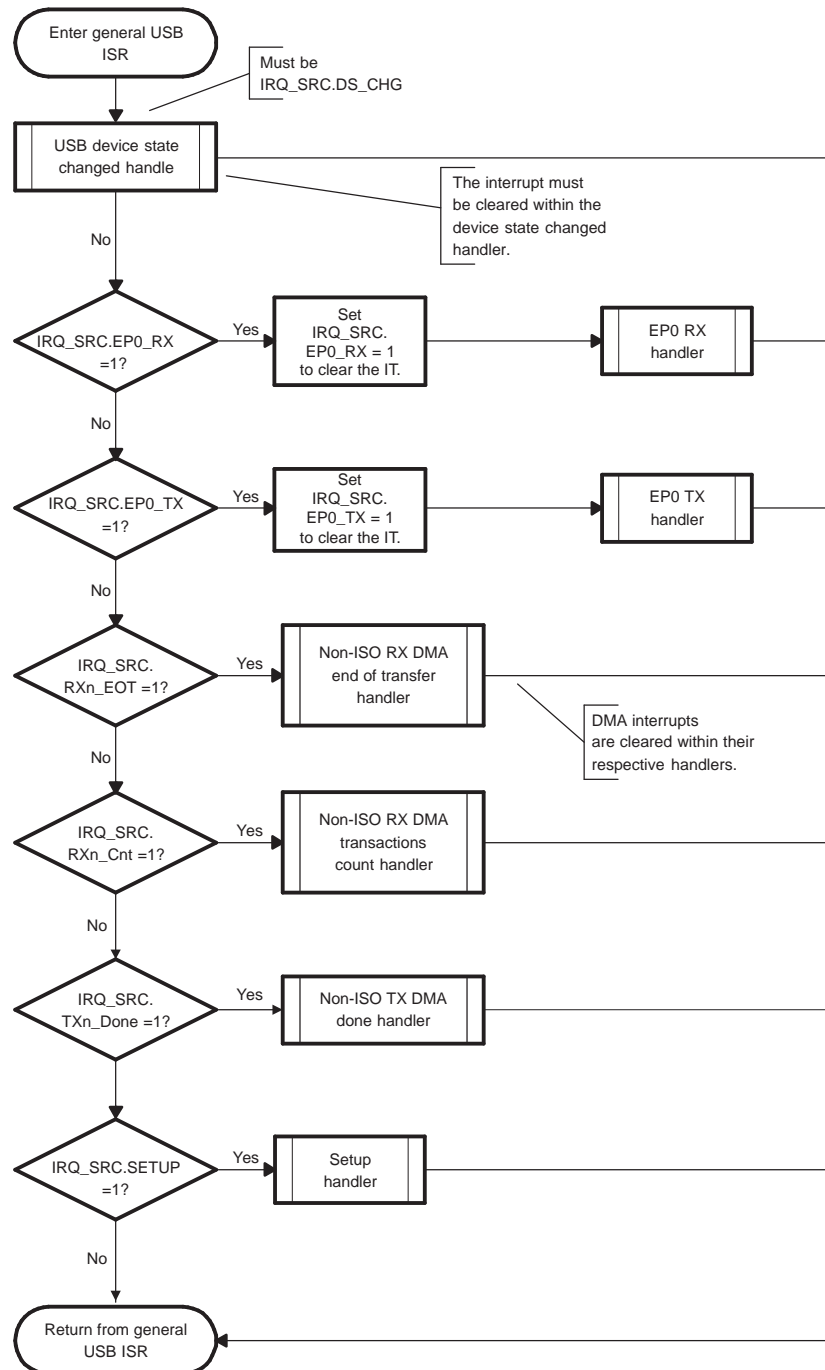 Enter general USB
ISR
Must be
IRQ_SRC.DS_CHG
USB device state
changed handle
The interrupt must
be cleared within the
device state changed
handler.
No
IRQ_SRC.EP0_RX
=1?
Yes
Set
IRQ_SRC.
EP0_RX = 1
to clear the IT.
EP0 RX
handler
No
IRQ_SRC.EP0_TX
=1?
Yes
Set
IRQ_SRC.
EP0_TX = 1
to clear the IT.
EP0 TX
handler
No
IRQ_SRC.
RXn_EOT =1?
Yes
Non-ISO RX DMA
end of transfer
handler
DMA interrupts
are cleared within their
respective handlers.
No
IRQ_SRC.
RXn_Cnt =1?
Yes
Non-ISO RX DMA
transactions
count handler
No
IRQ_SRC.
TXn_Done =1?
Yes
Non-ISO TX DMA
done handler
IRQ_SRC.SETUP
=1?
Yes
Setup
handler
No
Return from general
USB ISR